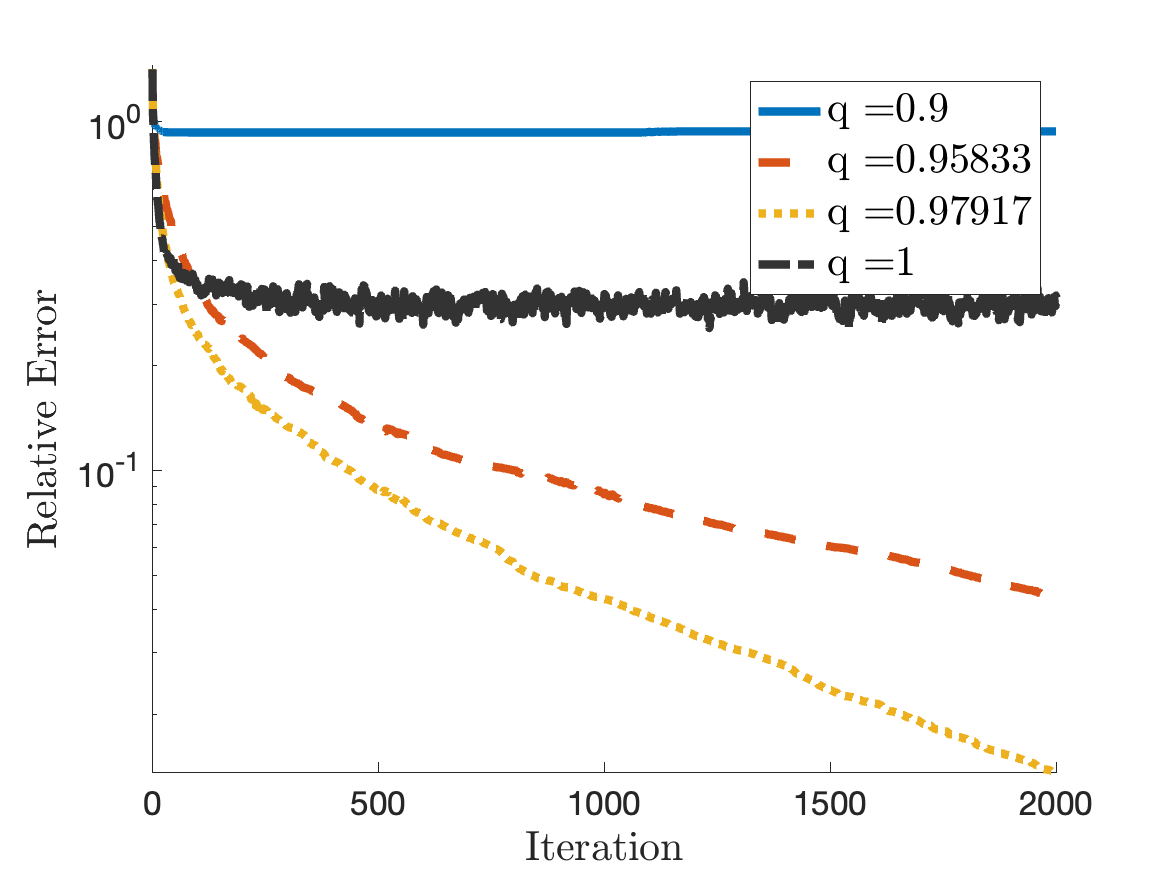 10^0
10^-1
Relative Error
0 500 1000 1500 2000
Iteration
q =0.9
q =0.95833
q =0.97917
q =1